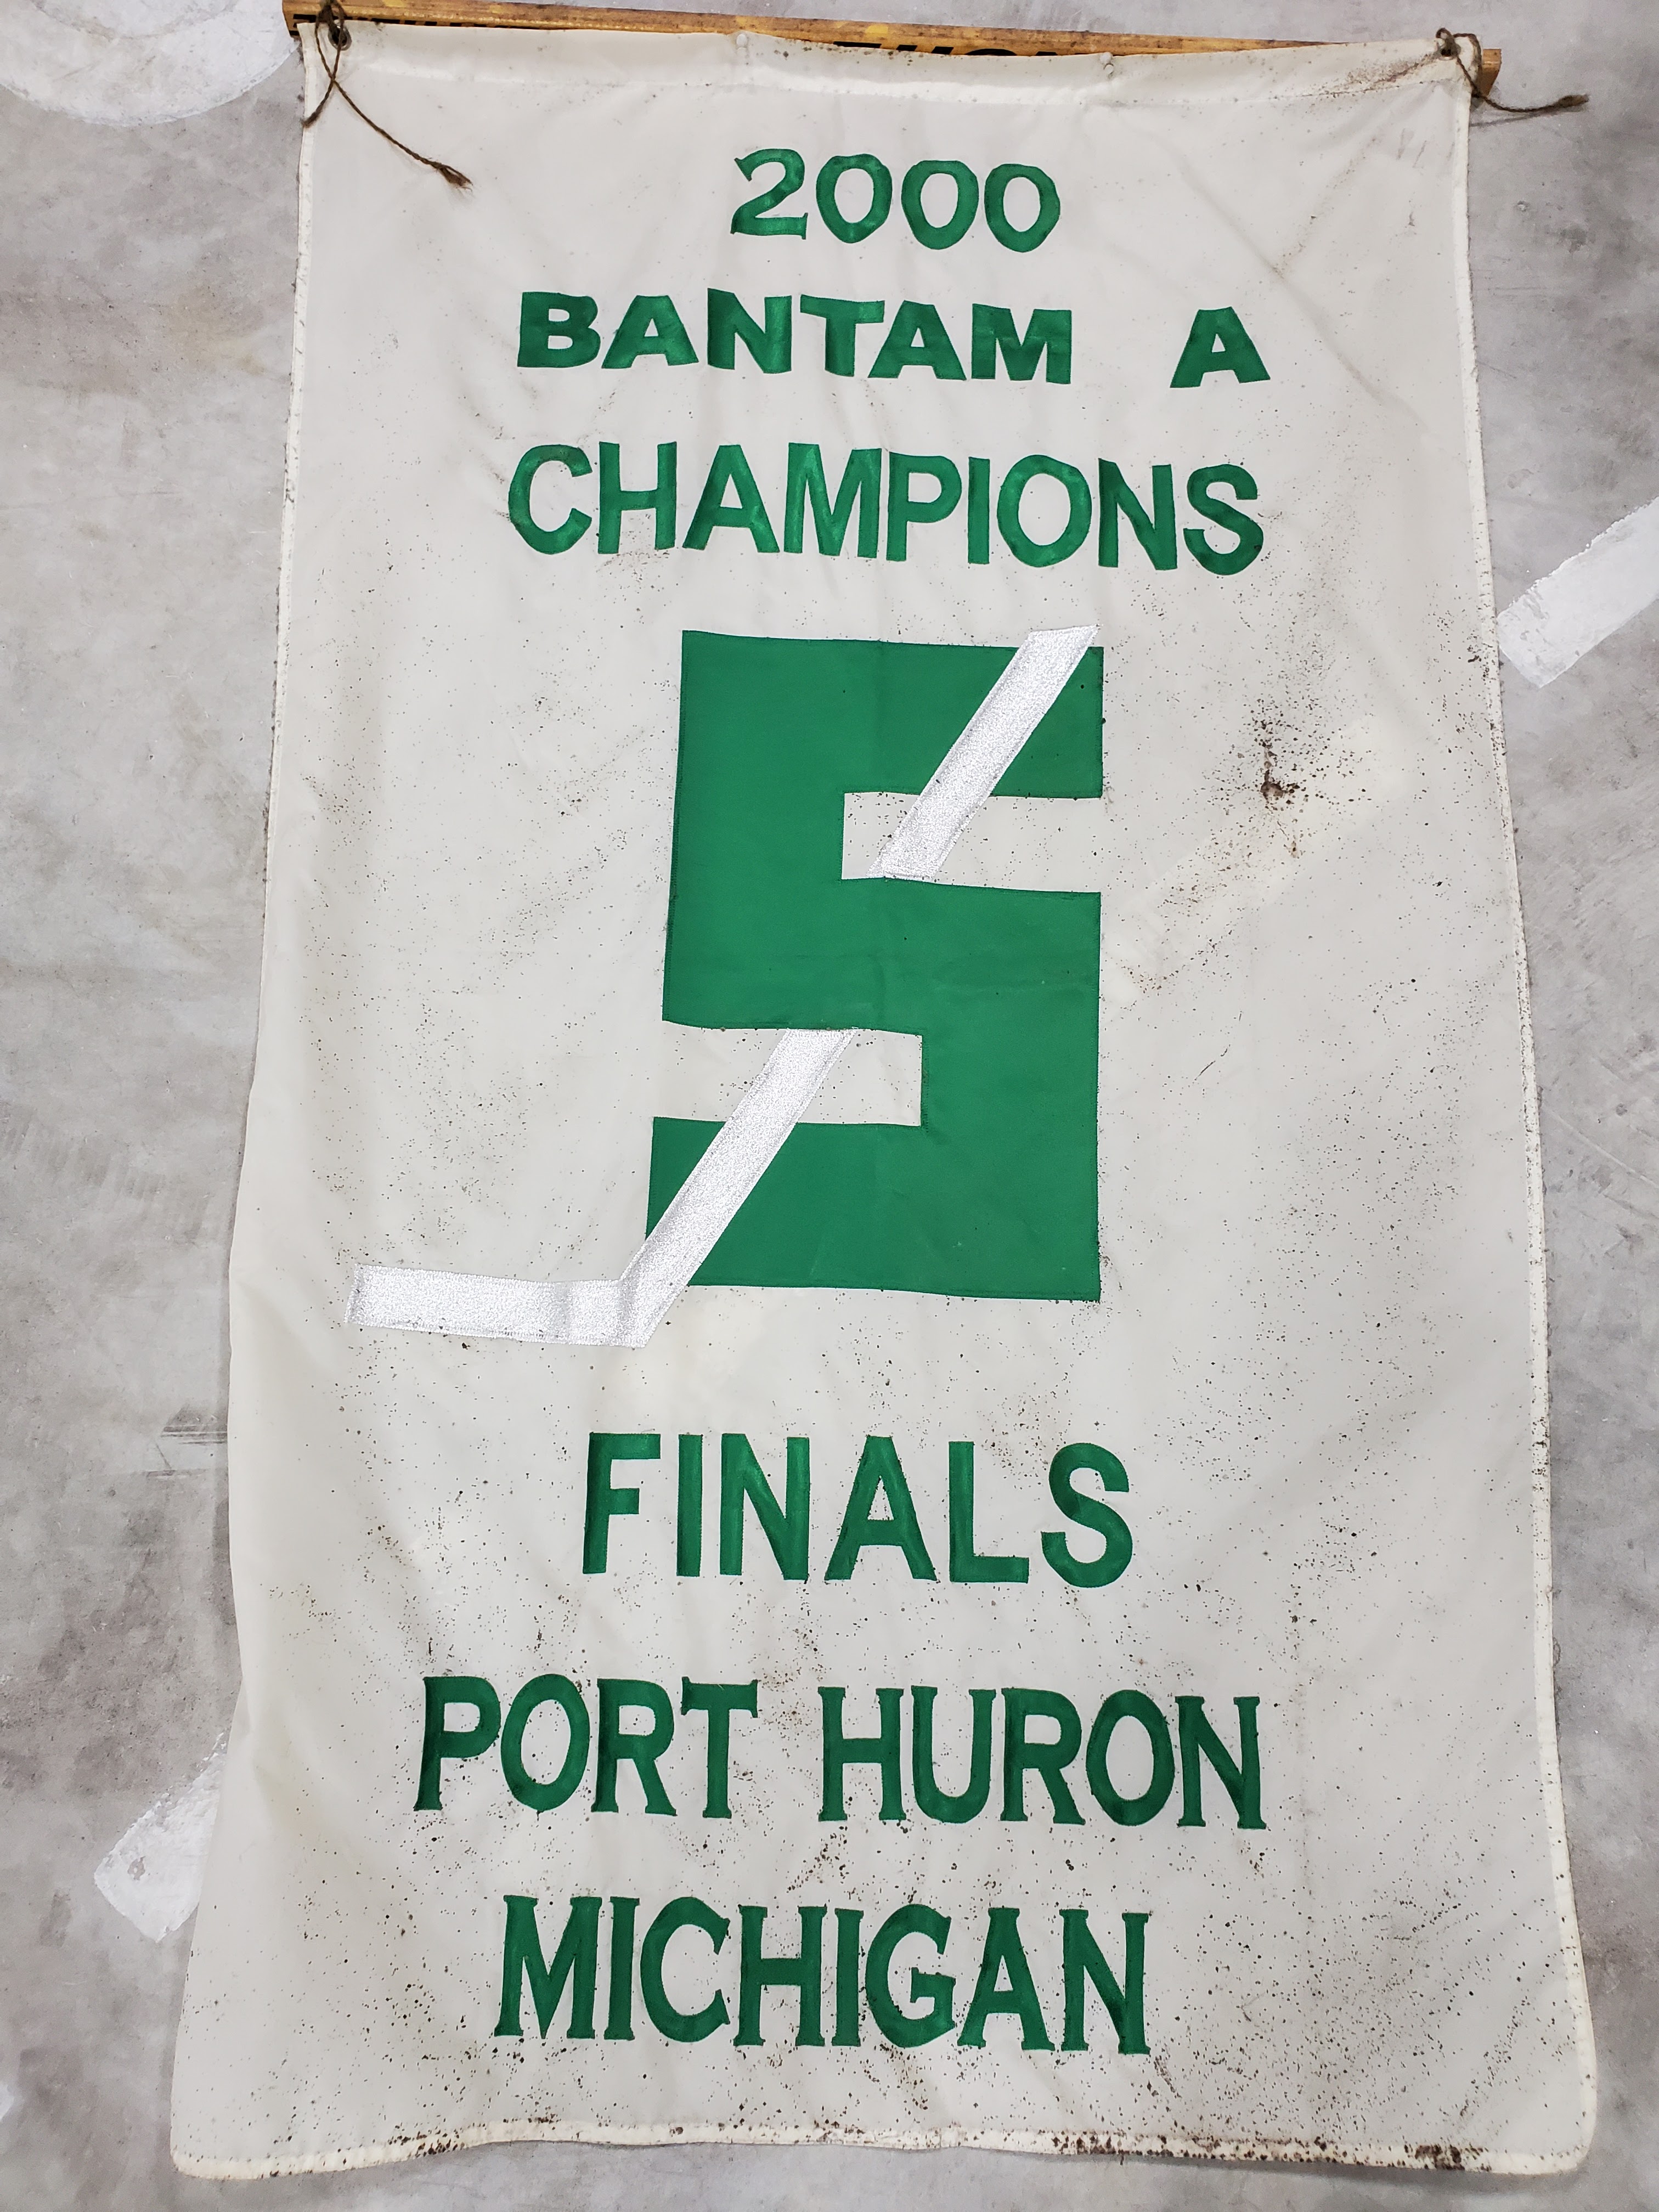 2000
BANTAM A
CHAMPIONS
S
FINALS
PORT HURON
MICHIGAN